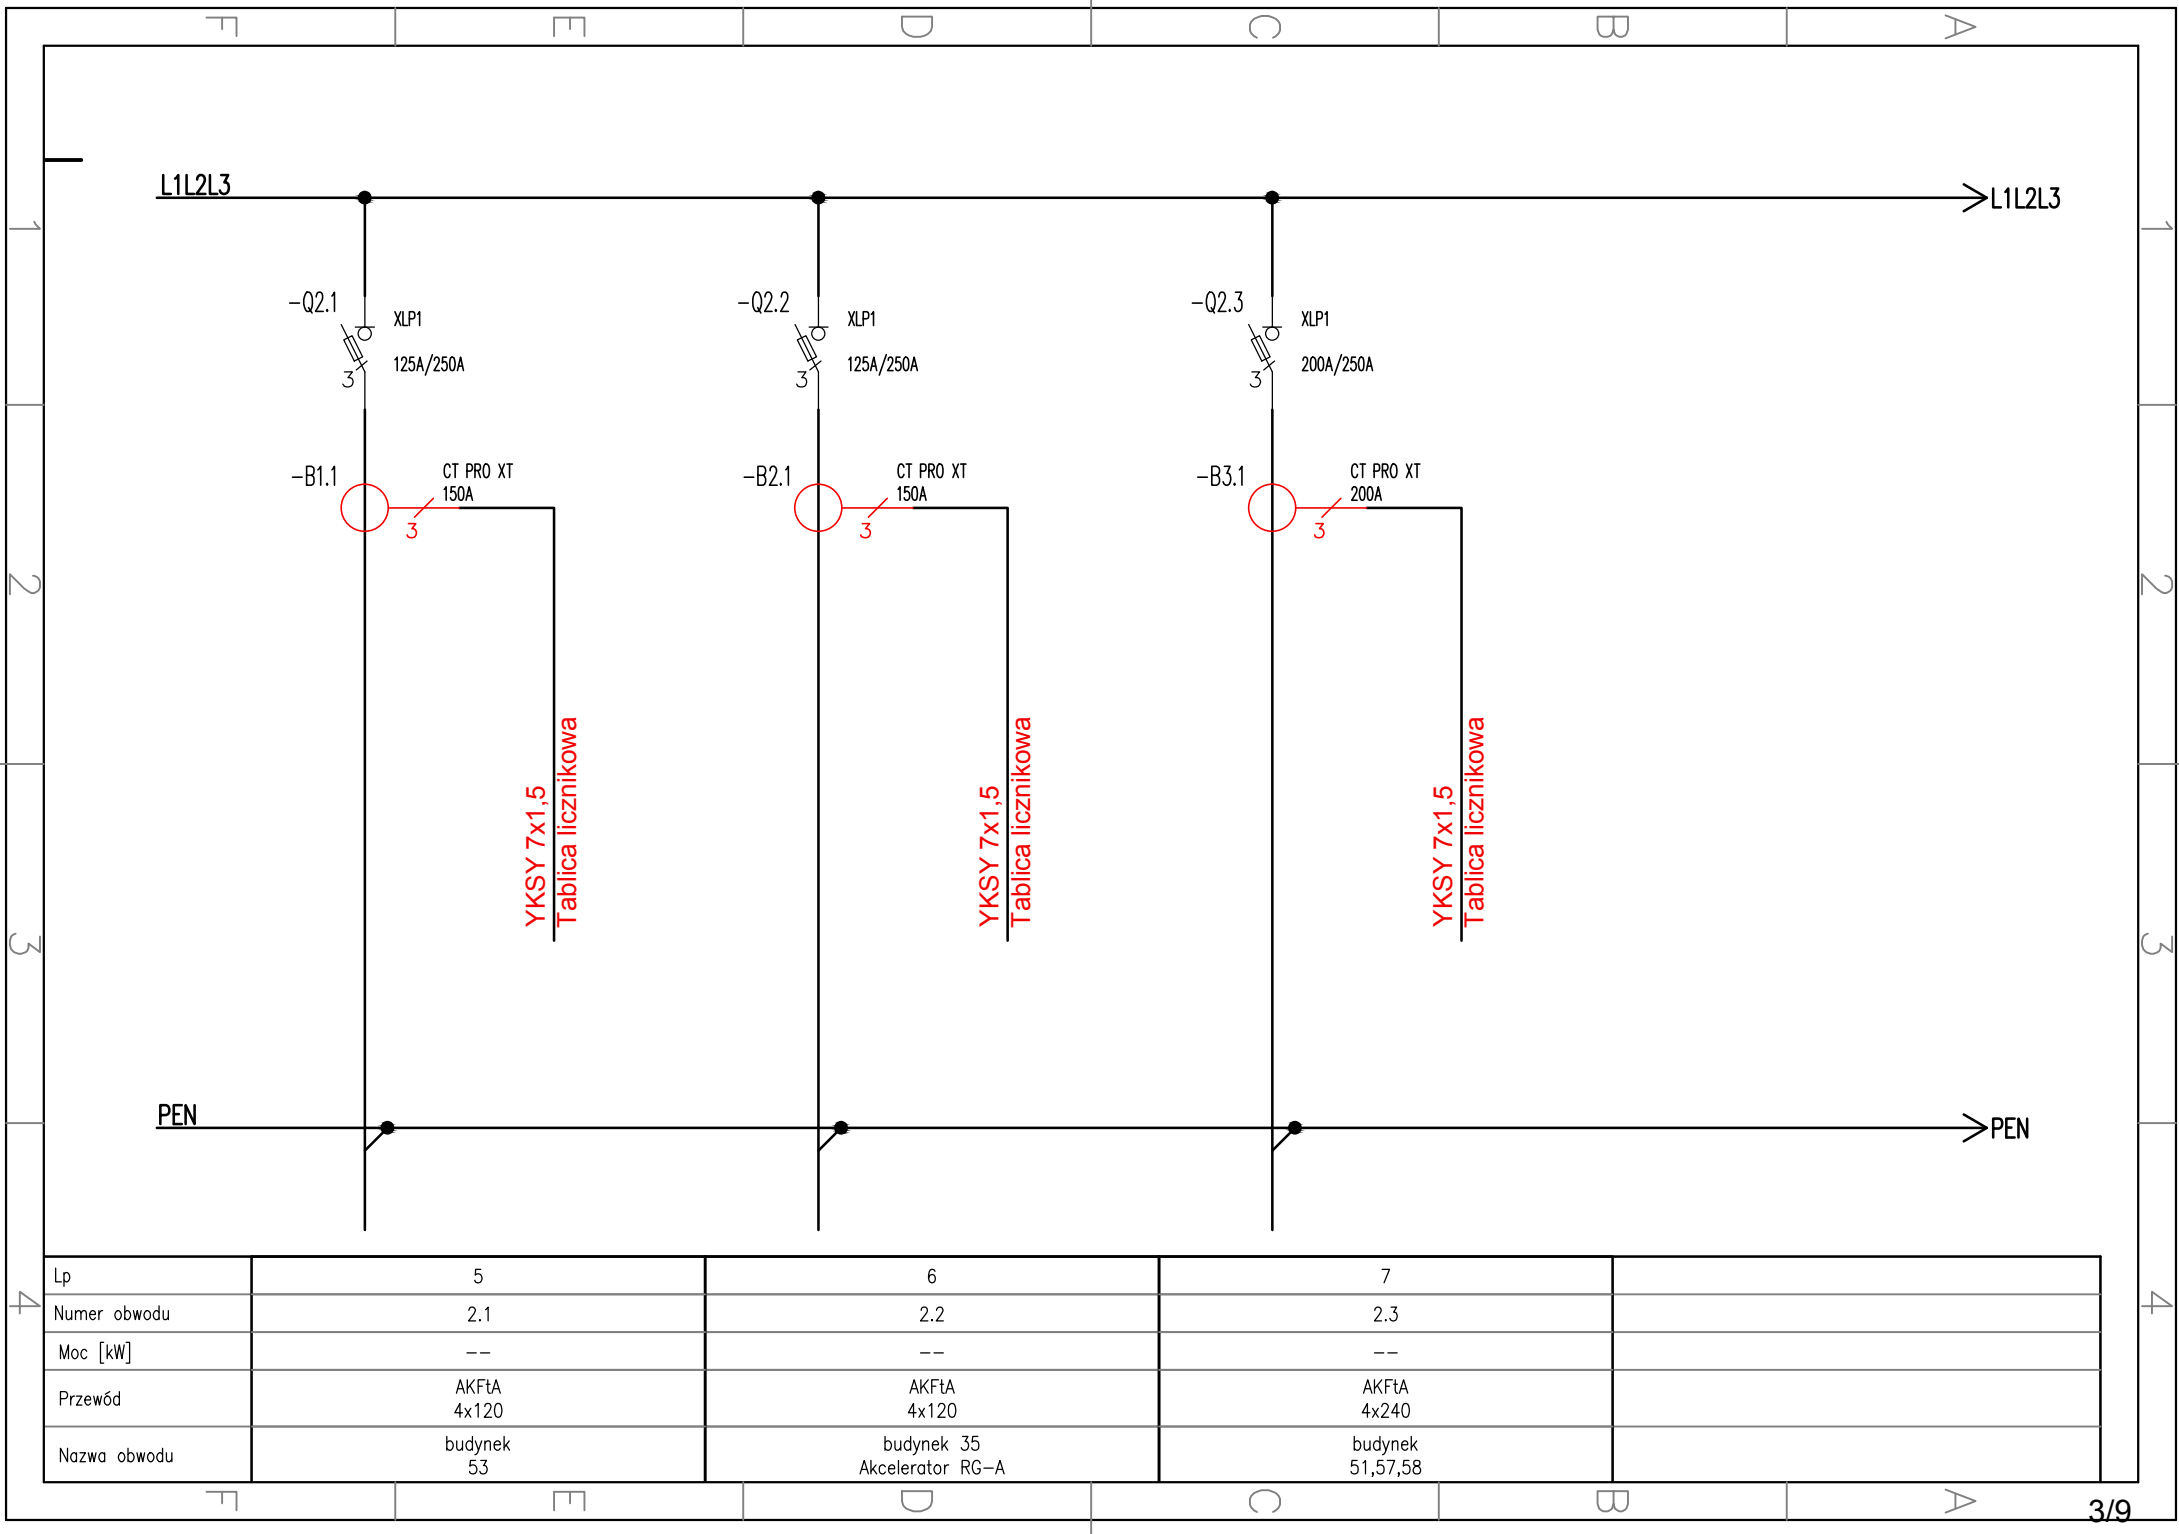 F E D C B A
L1L2L3
L1L2L3
1 1
-Q2.1 XLP1
125A/250A
3
-Q2.2 XLP1
125A/250A
3
-Q2.3 XLP1
200A/250A
3
-B1.1 CT PRO XT
150A
3
-B2.1 CT PRO XT
150A
3
-B3.1 CT PRO XT
200A
3
2 2
YKSY 7x1,5
Tablica licznikowa
YKSY 7x1,5
Tablica licznikowa
YKSY 7x1,5
Tablica licznikowa
3 3
PEN
PEN
4 4
Lp 5 6 7
Numer obwodu 2.1 2.2 2.3
Moc [kW] -- -- --
Przewód
AKFtA
4x120
AKFtA
4x120
AKFtA
4x240
Nazwa obwodu
budynek
53
budynek 35
Akcelerator RG-A
budynek
51,57,58
F E D C B A
3/9